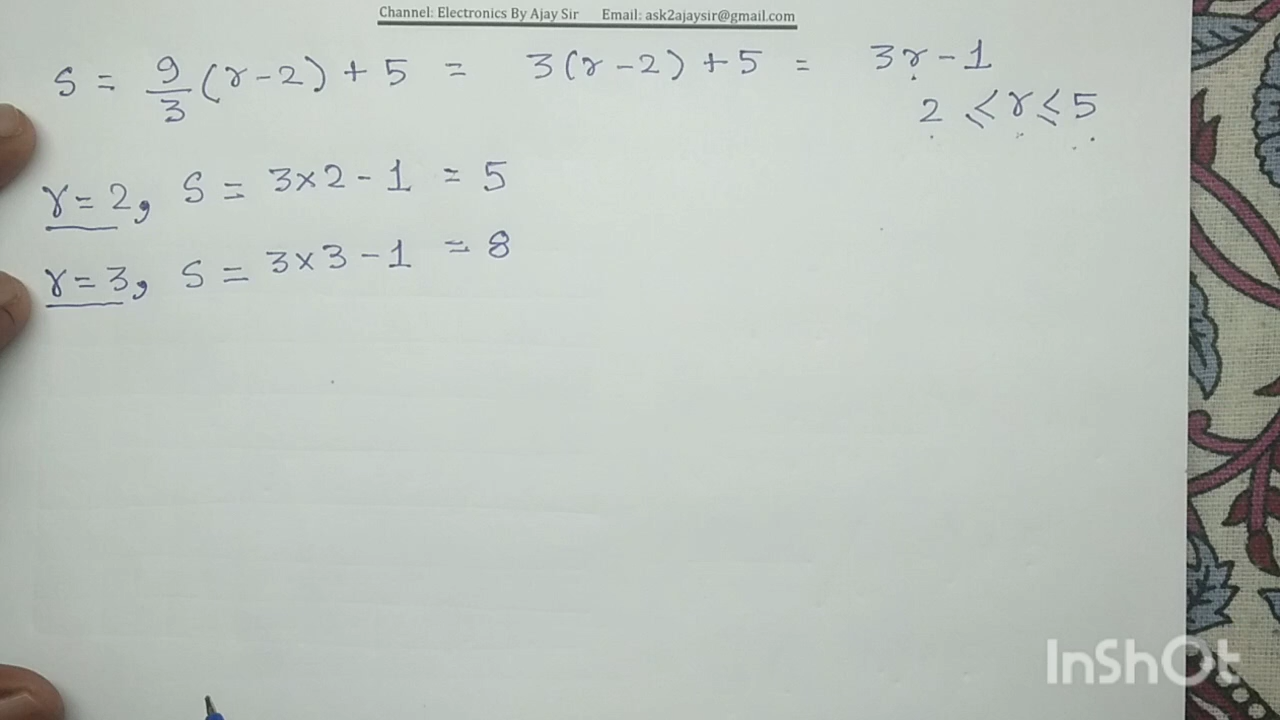 Channel: Electronics By Ajay Sir Email: ask2ajaysir@gmail.com
S = 9/3 (r - 2) + 5 = 3(r - 2) + 5 = 3r - 1
2 ≤ r ≤ 5
r = 2, S = 3×2 - 1 = 5
r = 3, S = 3×3 - 1 = 8
InShOt